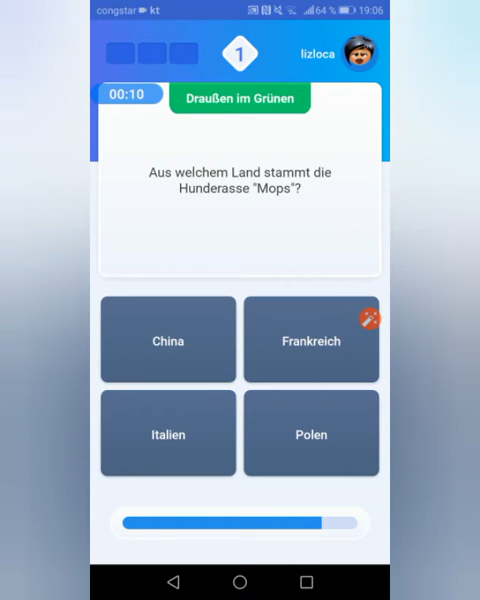 congstar kt 64 % 19:06
1
lizloca
00:10
Draußen im Grünen
Aus welchem Land stammt die
Hunderasse "Mops"?
China
Frankreich
Italien
Polen